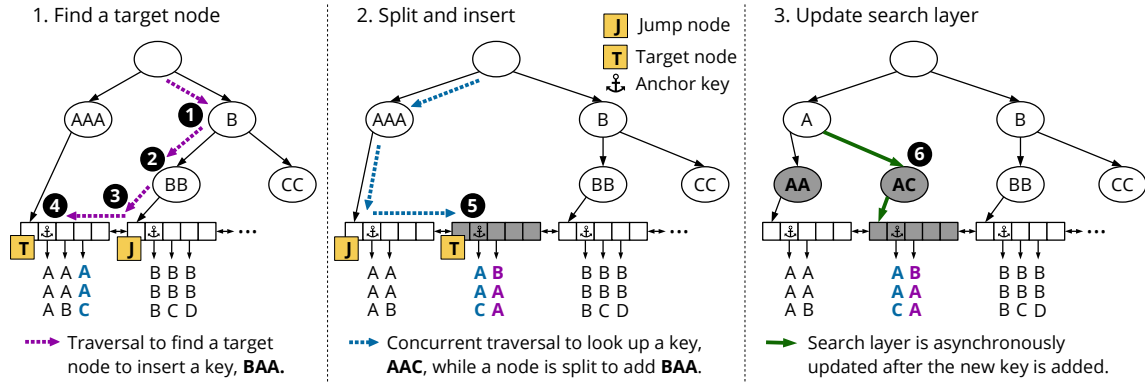 1. Find a target node
AAA
B
BB
CC
1
2
3
4
T
J
...
A A A B B B
A A A B B B
A B C B C D
Traversal to find a target
node to insert a key, BAA.
2. Split and insert
J Jump node
T Target node
Anchor key
AAA
B
BB
CC
5
J
T
...
A A A B B B B
A A A A B B B
A B C A B C D
Concurrent traversal to look up a key,
AAC, while a node is split to add BAA.
3. Update search layer
A
B
6
AA
AC
BB
CC
...
A A A B B B B
A A A A B B B
A B C A B C D
Search layer is asynchronously
updated after the new key is added.